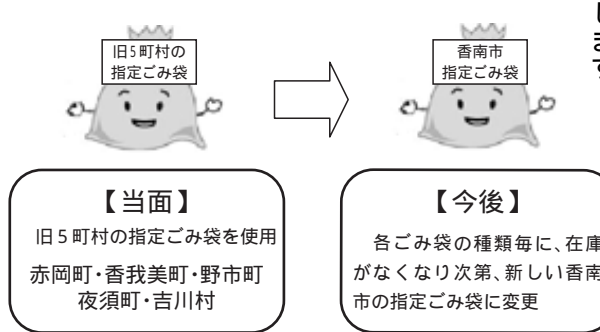 します
旧5町村の
指定ごみ袋
香南市
指定ごみ袋
【当面】
旧5町村の指定ごみ袋を使用
赤岡町・香我美町・野市町
夜須町・吉川村
【今後】
各ごみ袋の種類毎に、在庫
がなくなり次第、新しい香南
市の指定ごみ袋に変更